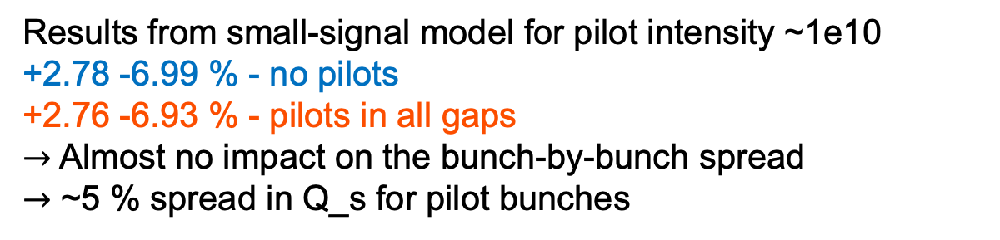 Results from small-signal model for pilot intensity ~1e10
+2.78 -6.99 % - no pilots
+2.76 -6.93 % - pilots in all gaps
→ Almost no impact on the bunch-by-bunch spread
→ ~5 % spread in Q_s for pilot bunches